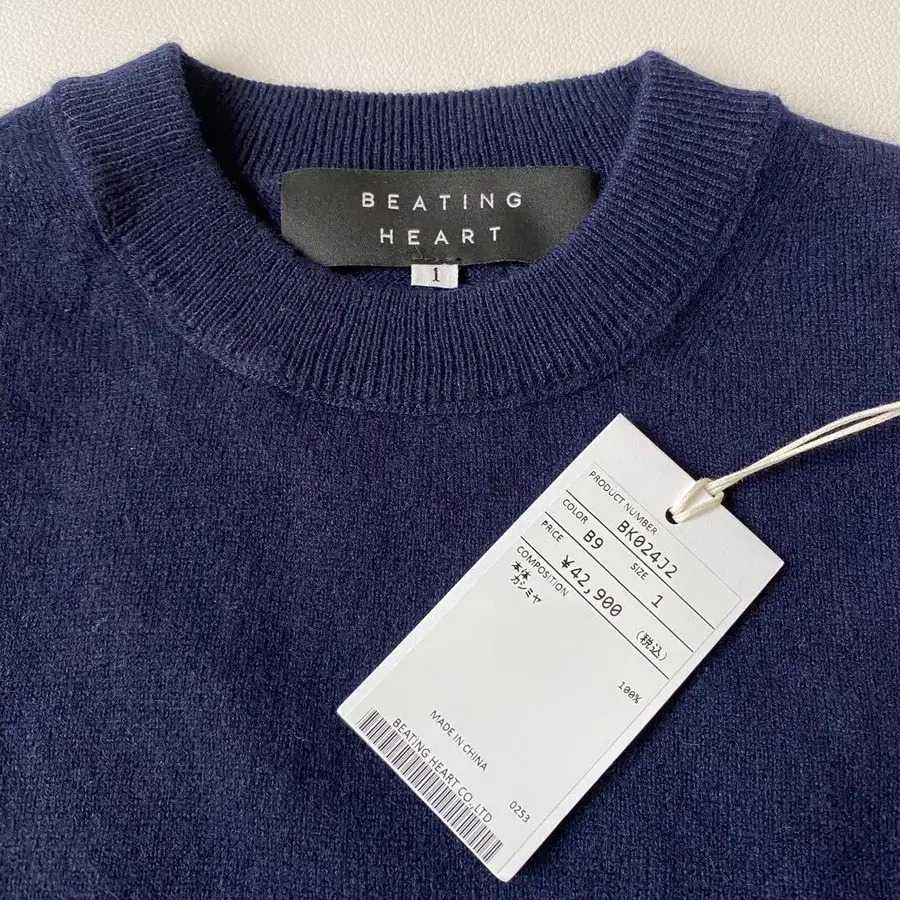 BEATING
HEART
1
PRODUCT NUMBER
BK024J2
COLOR
B9
SIZE
1
PRICE
¥42,900
(税込)
COMPOSITION
本体
カシミヤ
100%
MADE IN CHINA
BEATING HEART CO.,LTD
0253